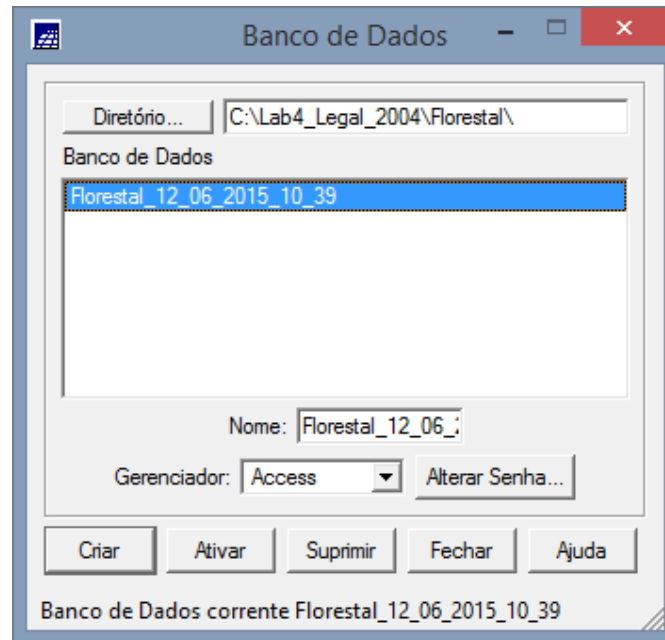 Banco de Dados
Diretório... C:\Lab4_Legal_2004\Florestal\
Banco de Dados
Florestal_12_06_2015_10_39
Nome: Florestal_12_06_
Gerenciador: Access Alterar Senha...
Criar Ativar Suprimir Fechar Ajuda
Banco de Dados corrente Florestal_12_06_2015_10_39